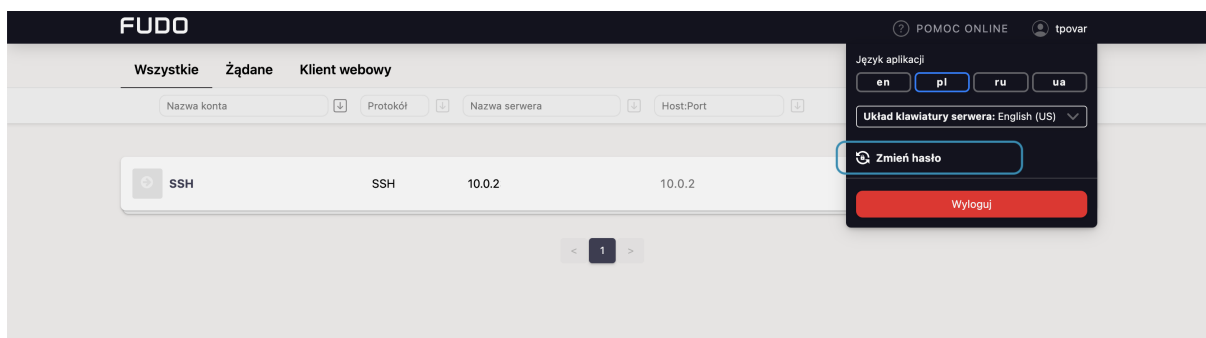 FUDO
POMOC ONLINE tpovar
Wszystkie Żądane Klient webowy
Nazwa konta Protokół Nazwa serwera Host:Port
Język aplikacji
en pl ru ua
Układ klawiatury serwera: English (US)
Zmień hasło
Wyloguj
SSH SSH 10.0.2 10.0.2
< 1 >